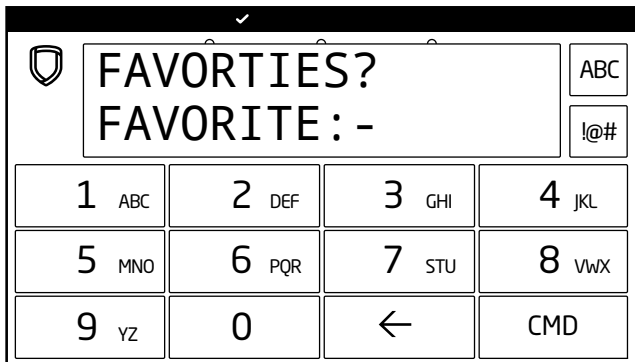 FAVORTIES?
FAVORITE:-
ABC
!@#
1 ABC
2 DEF
3 GHI
4 JKL
5 MNO
6 PQR
7 STU
8 VWX
9 YZ
0
CMD